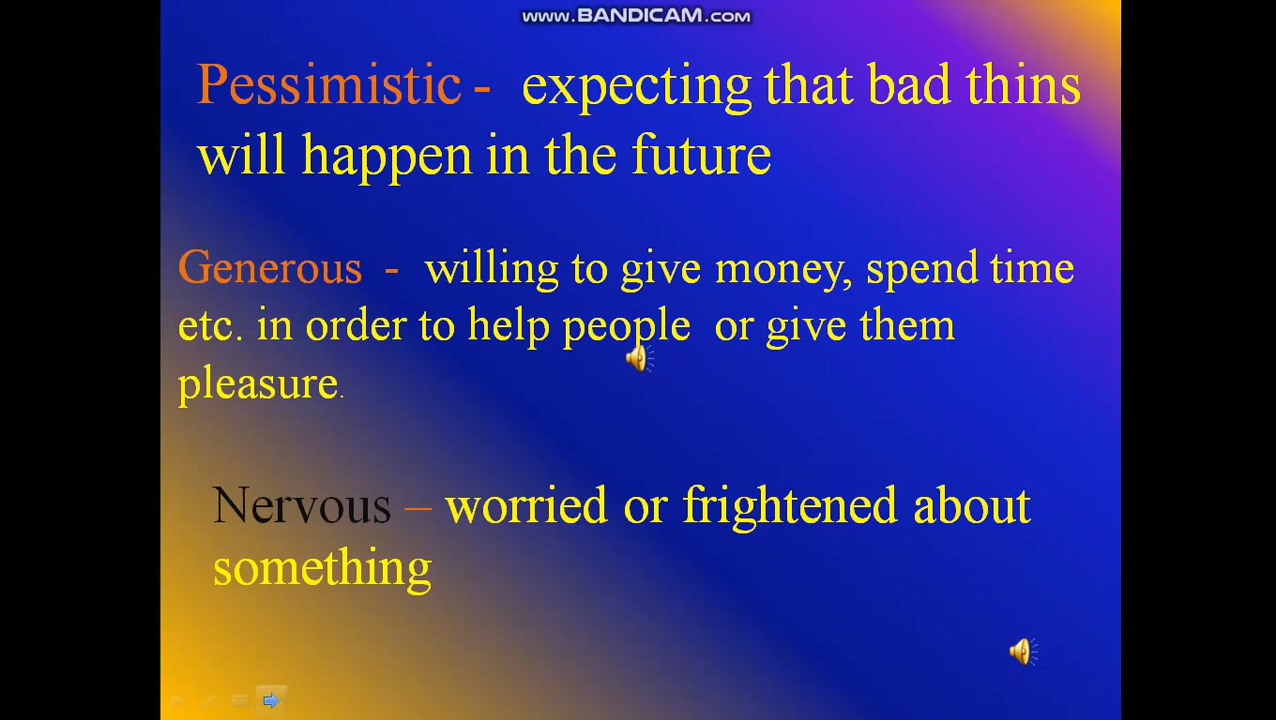 www.BANDICAM.com
Pessimistic - expecting that bad thins
will happen in the future
Generous - willing to give money, spend time
etc. in order to help people or give them
pleasure.
Nervous – worried or frightened about
something